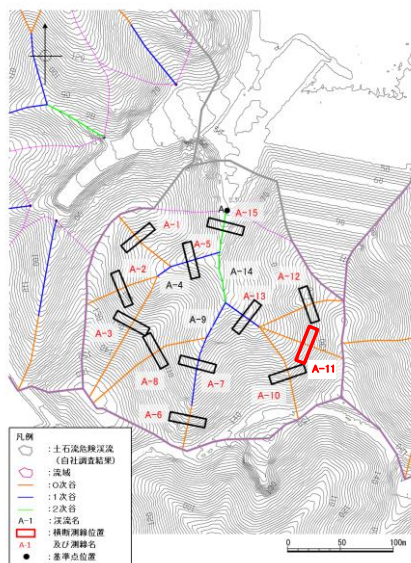 A-15
A
A-1
A-5
A-14
A-2
A-12
A-4
A-13
A-9
A-3
A-11
A-8
A-7
A-10
A-6
凡例
：土石流危険渓流
（自社調査結果）
：流域
：0次谷
：1次谷
：2次谷
A-1 ：渓流名
：横断測線位置
A-1 及び測線名
：基準点位置
0 50 100m